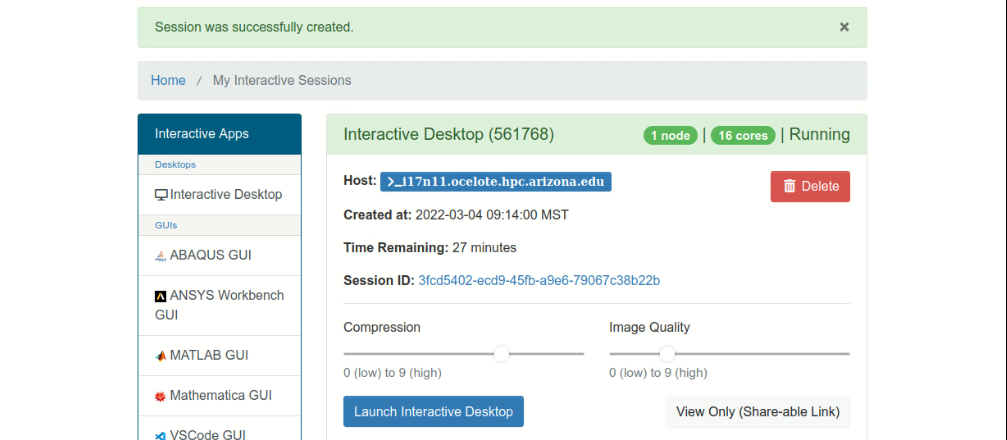 Session was successfully created. ×
Home / My Interactive Sessions
Interactive Apps
Desktops
Interactive Desktop
GUIs
ABAQUS GUI
ANSYS Workbench
GUI
MATLAB GUI
Mathematica GUI
VSCode GUI
Interactive Desktop (561768) 1 node | 16 cores | Running
Host: >_i17n11.ocelote.hpc.arizona.edu
Delete
Created at: 2022-03-04 09:14:00 MST
Time Remaining: 27 minutes
Session ID: 3fcd5402-ecd9-45fb-a9e6-79067c38b22b
Compression
0 (low) to 9 (high)
Image Quality
0 (low) to 9 (high)
Launch Interactive Desktop
View Only (Share-able Link)